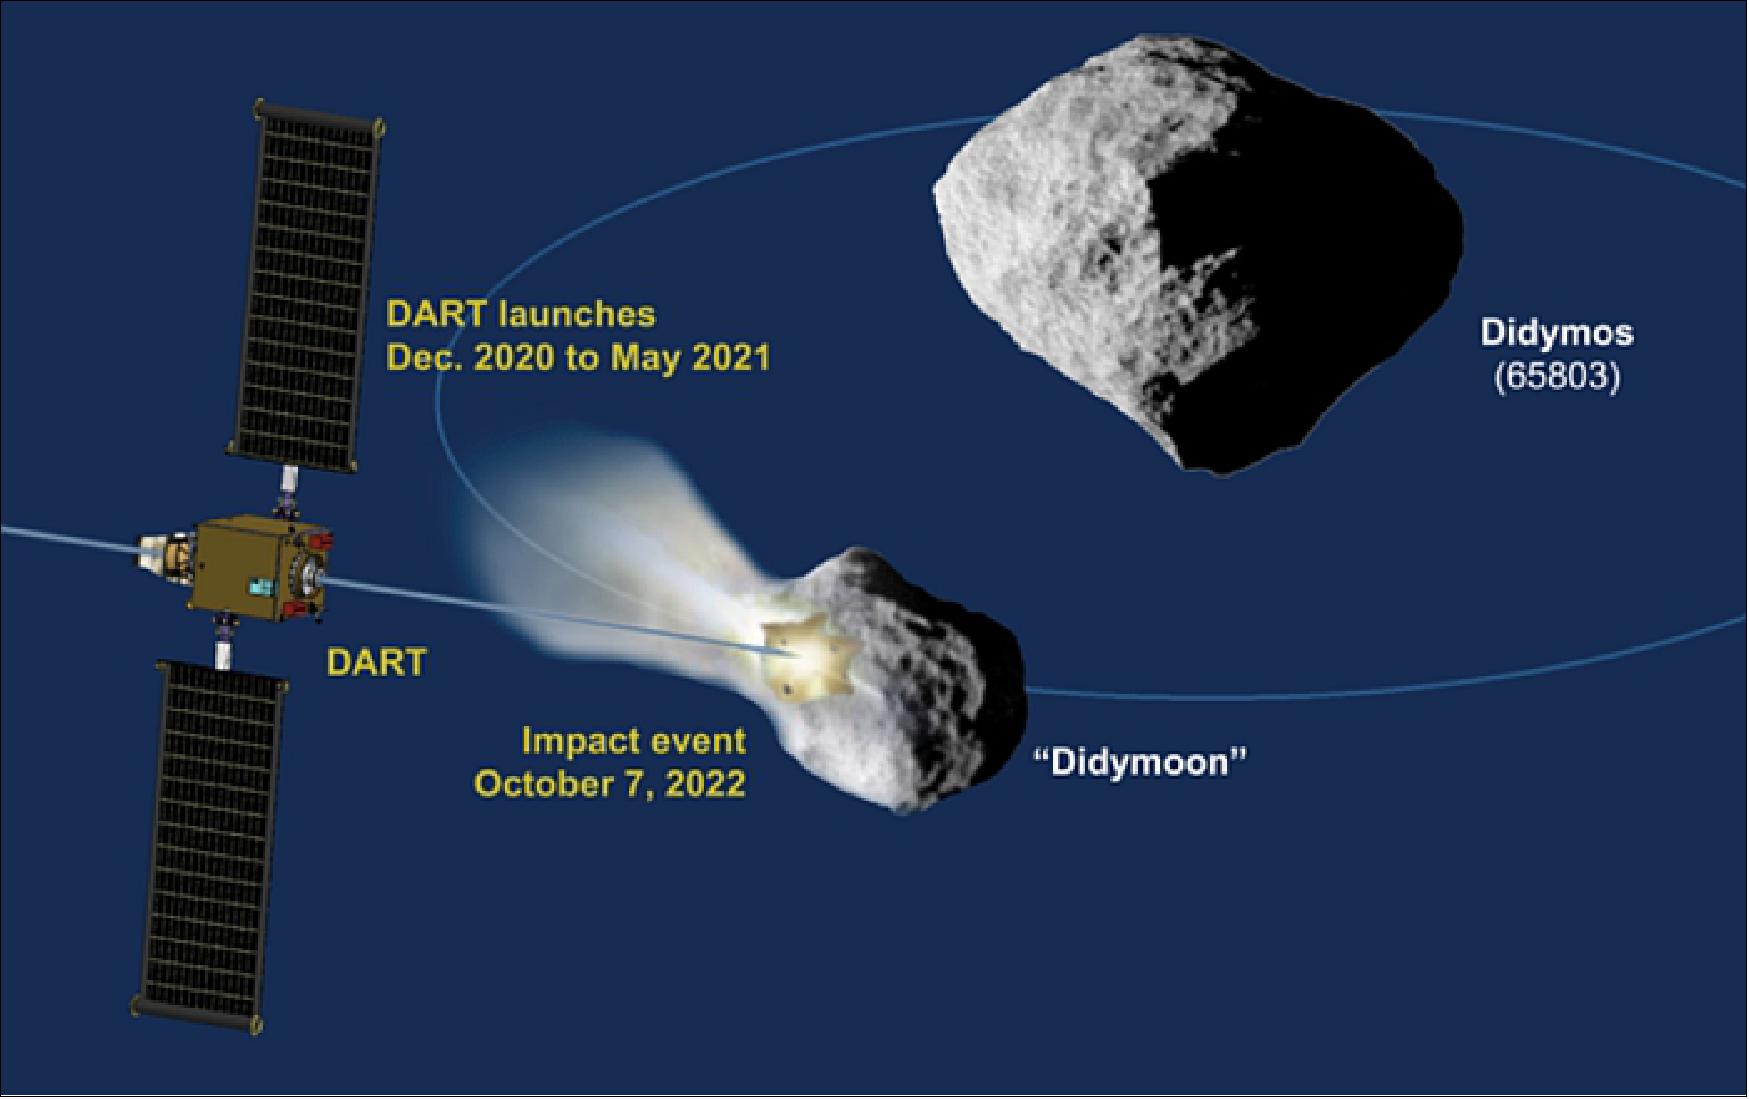 DART launches
Dec. 2020 to May 2021
Didymos
(65803)
DART
Impact event
October 7, 2022
“Didymoon”